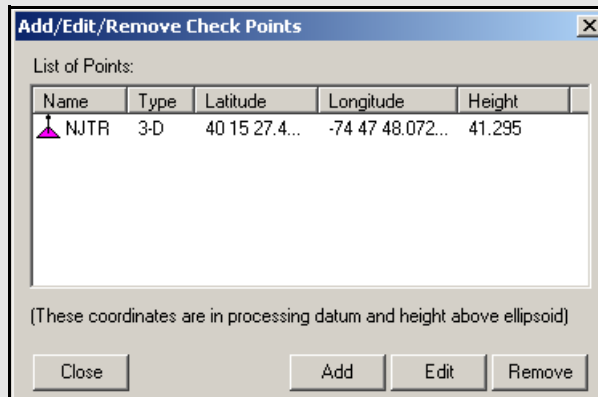 Add/Edit/Remove Check Points
List of Points:
Name Type Latitude Longitude Height
NJTR 3-D 40 15 27.4... -74 47 48.072... 41.295
(These coordinates are in processing datum and height above ellipsoid)
Close Add Edit Remove